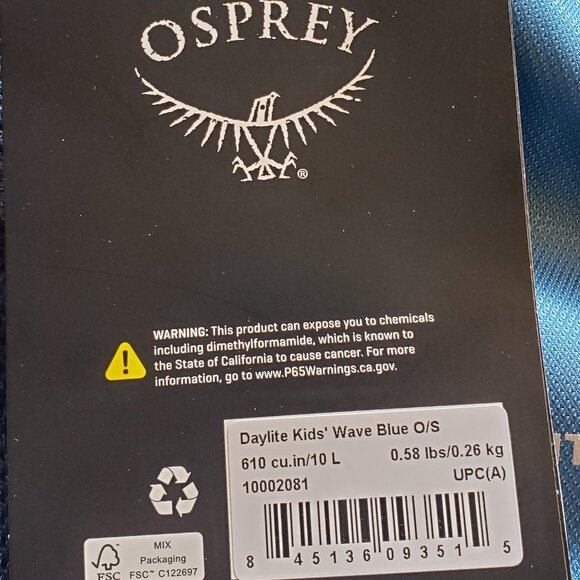 OSPREY
®
WARNING: This product can expose you to chemicals
including dimethylformamide, which is known to
the State of California to cause cancer. For more
information, go to www.P65Warnings.ca.gov.
Daylite Kids' Wave Blue O/S
610 cu.in/10 L 0.58 lbs/0.26 kg
10002081 UPC(A)
8 45136 09351 5
MIX
Packaging
FSC™ C122697
FSC